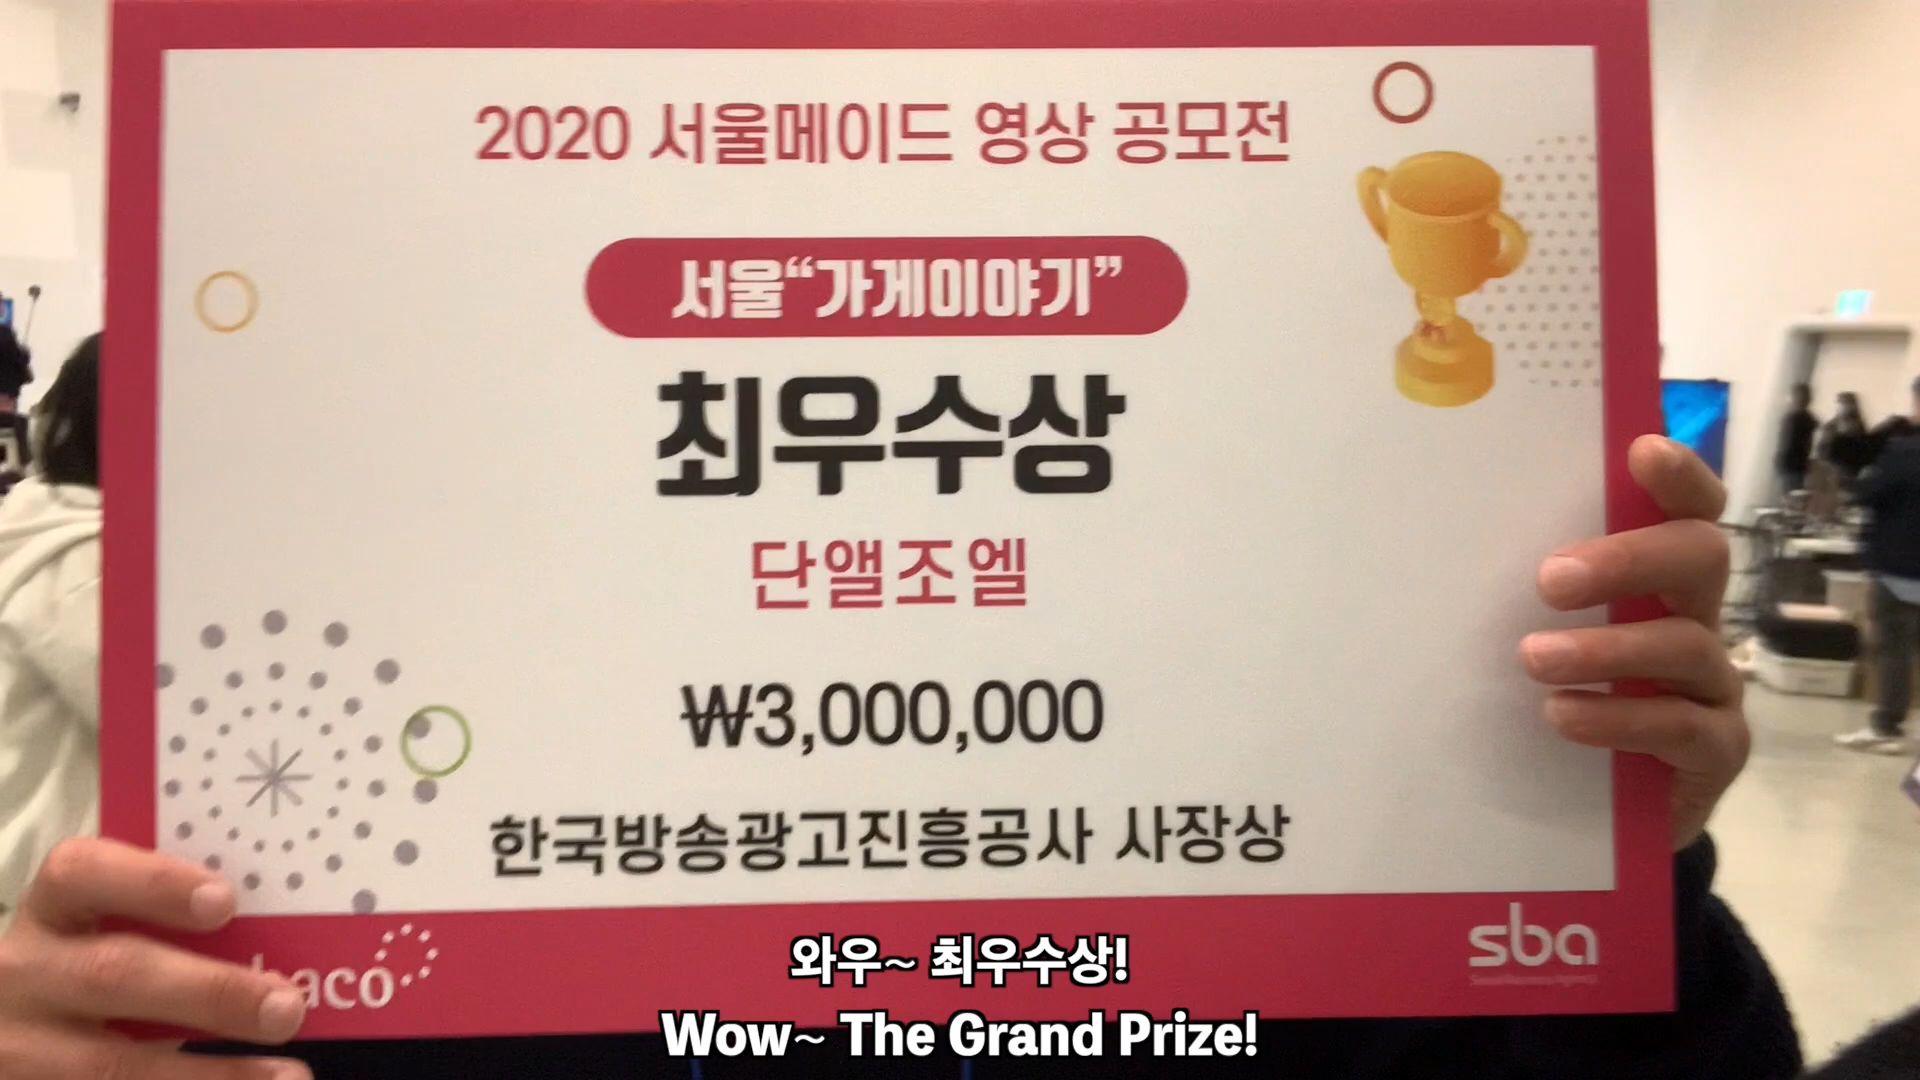 2020 서울메이드 영상 공모전
서울“가게이야기”
최우수상
단앨조엘
₩3,000,000
한국방송광고진흥공사 사장상
baco
sba
와우~ 최우수상!
Wow~ The Grand Prize!